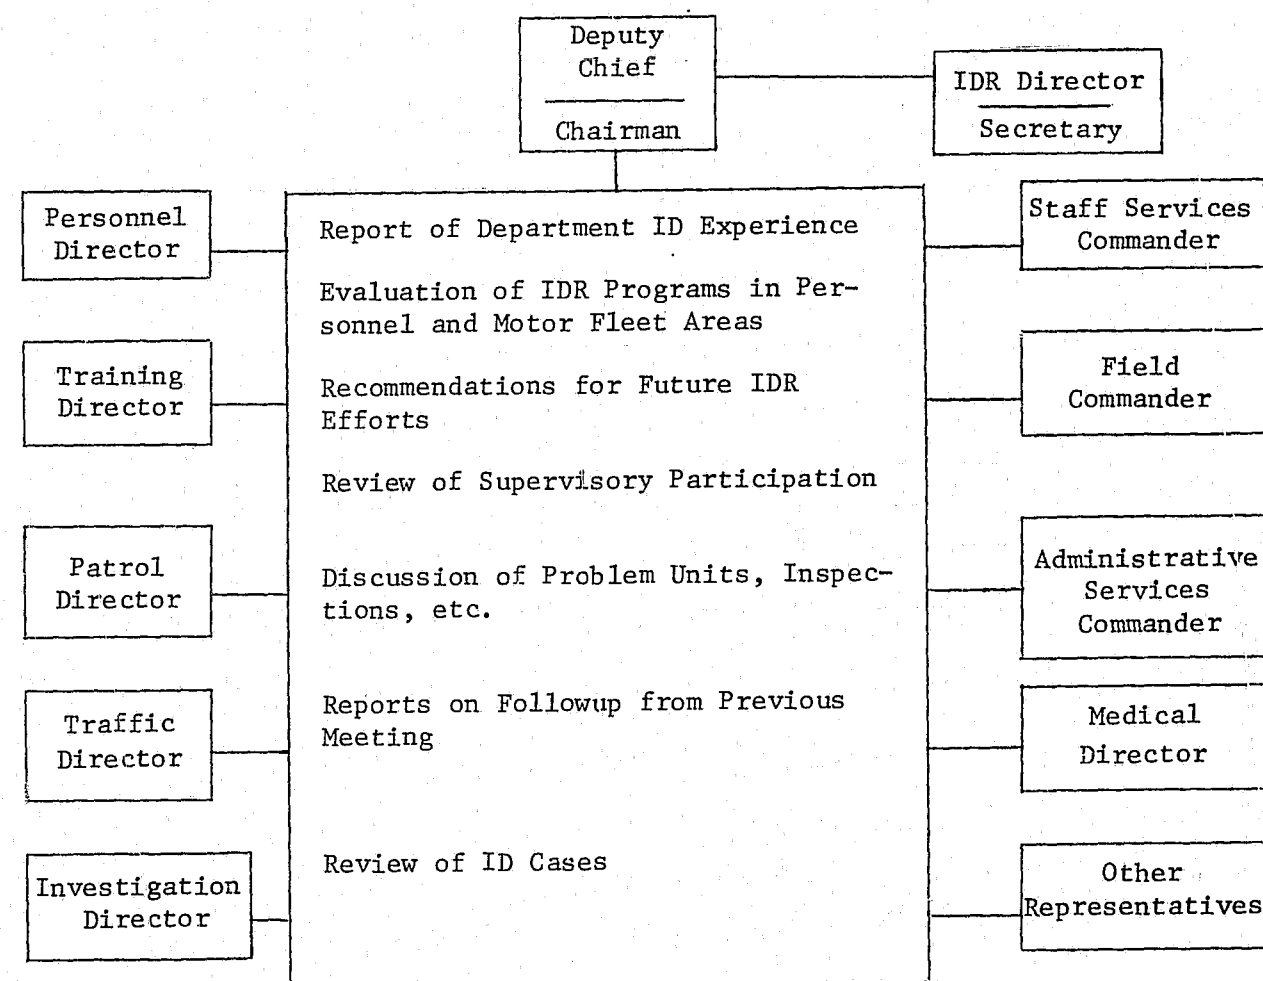 Deputy
Chief
Chairman
IDR Director
Secretary
Personnel
Director
Training
Director
Patrol
Director
Traffic
Director
Investigation
Director
Report of Department ID Experience
Evaluation of IDR Programs in Per-
sonnel and Motor Fleet Areas
Recommendations for Future IDR
Efforts
Review of Supervisory Participation
Discussion of Problem Units, Inspec-
tions, etc.
Reports on Followup from Previous
Meeting
Review of ID Cases
Staff Services
Commander
Field
Commander
Administrative
Services
Commander
Medical
Director
Other
Representatives